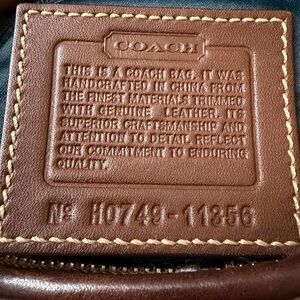 COACH
THIS IS A COACH BAG. IT WAS
HANDCRAFTED IN CHINA FROM
THE FINEST MATERIALS TRIMMED
WITH GENUINE LEATHER. ITS
SUPERIOR CRAFTSMANSHIP AND
ATTENTION TO DETAIL REFLECT
OUR COMMITMENT TO ENDURING
QUALITY.
Nº H0749-11356